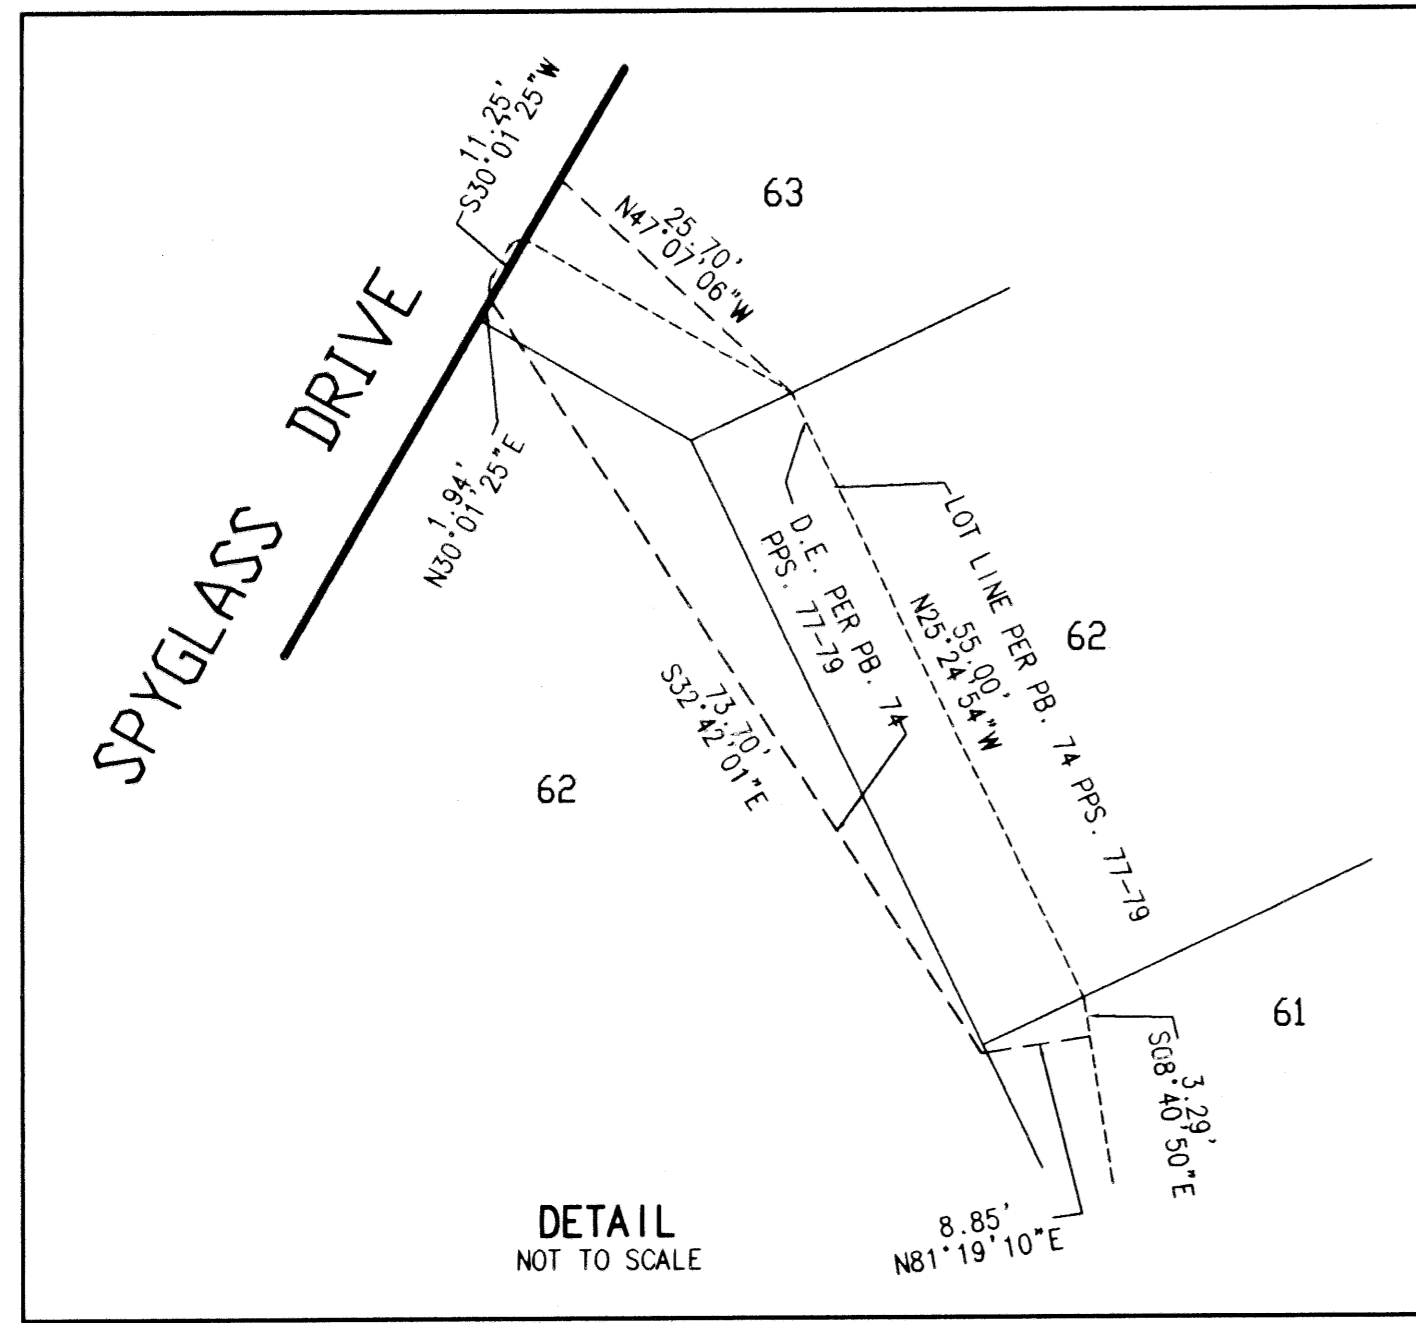 11.25'
S30°01'25"W
63
25.70'
N47°07'06"W
SPYGLASS DRIVE
1.94'
N30°01'25"E
D.E. PER PB. 74
PPS. 77-79
LOT LINE PER PB. 74 PPS. 77-79
55.00'
N25°24'54"W
62
73.70'
S32°42'01"E
62
61
3.29'
S08°40'50"E
8.85'
N81°19'10"E
DETAIL
NOT TO SCALE